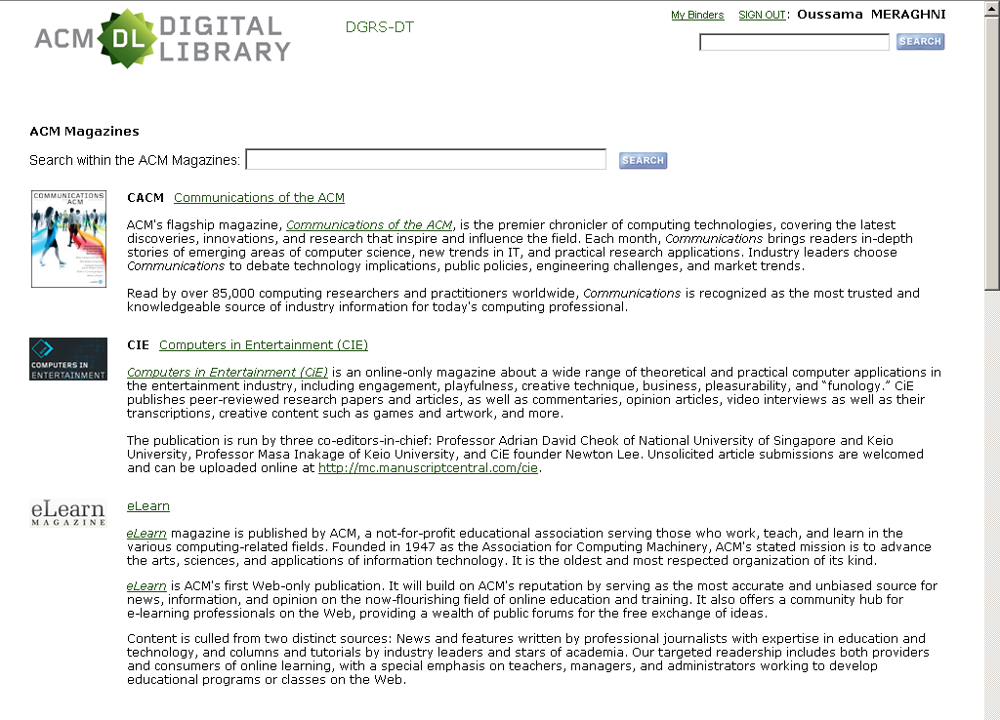 ACM DL DIGITAL LIBRARY
DGRS-DT
My Binders SIGN OUT: Oussama MERAGHNI
SEARCH
ACM Magazines
Search within the ACM Magazines: SEARCH
COMMUNICATIONS
ACM
CACM Communications of the ACM
ACM's flagship magazine, Communications of the ACM, is the premier chronicler of computing technologies, covering the latest
discoveries, innovations, and research that inspire and influence the field. Each month, Communications brings readers in-depth
stories of emerging areas of computer science, new trends in IT, and practical research applications. Industry leaders choose
Communications to debate technology implications, public policies, engineering challenges, and market trends.
Read by over 85,000 computing researchers and practitioners worldwide, Communications is recognized as the most trusted and
knowledgeable source of industry information for today's computing professional.
COMPUTERS IN
ENTERTAINMENT
CIE Computers in Entertainment (CIE)
Computers in Entertainment (CiE) is an online-only magazine about a wide range of theoretical and practical computer applications in
the entertainment industry, including engagement, playfulness, creative technique, business, pleasurability, and “funology.” CiE
publishes peer-reviewed research papers and articles, as well as commentaries, opinion articles, video interviews as well as their
transcriptions, creative content such as games and artwork, and more.
The publication is run by three co-editors-in-chief: Professor Adrian David Cheok of National University of Singapore and Keio
University, Professor Masa Inakage of Keio University, and CiE founder Newton Lee. Unsolicited article submissions are welcomed
and can be uploaded online at http://mc.manuscriptcentral.com/cie.
eLearn
MAGAZINE
eLearn
eLearn magazine is published by ACM, a not-for-profit educational association serving those who work, teach, and learn in the
various computing-related fields. Founded in 1947 as the Association for Computing Machinery, ACM's stated mission is to advance
the arts, sciences, and applications of information technology. It is the oldest and most respected organization of its kind.
eLearn is ACM's first Web-only publication. It will build on ACM's reputation by serving as the most accurate and unbiased source for
news, information, and opinion on the now-flourishing field of online education and training. It also offers a community hub for
e-learning professionals on the Web, providing a wealth of public forums for the free exchange of ideas.
Content is culled from two distinct sources: News and features written by professional journalists with expertise in education and
technology, and columns and tutorials by industry leaders and stars of academia. Our targeted readership includes both providers
and consumers of online learning, with a special emphasis on teachers, managers, and administrators working to develop
educational programs or classes on the Web.